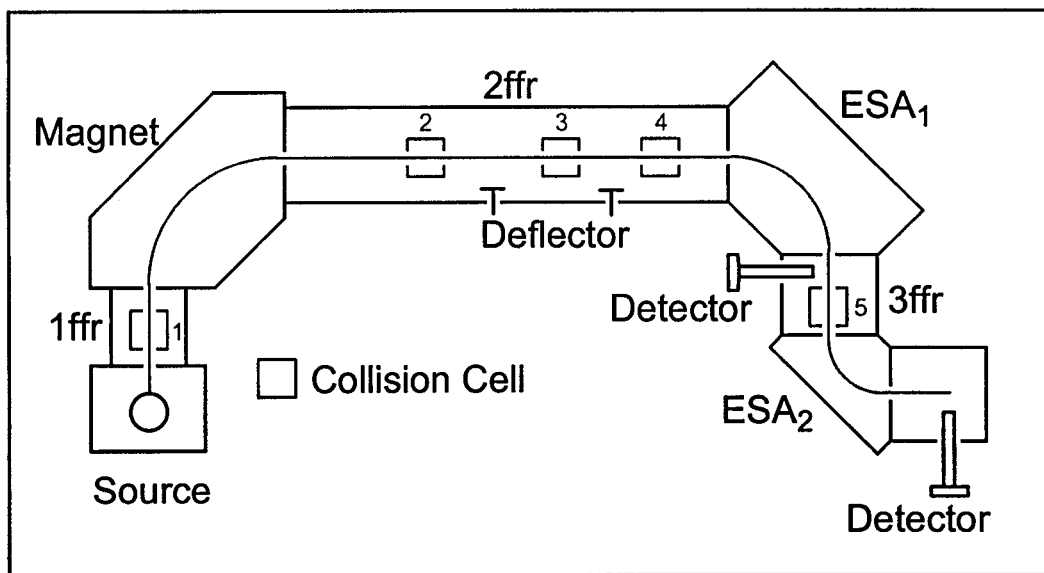 2ffr
ESA₁
Magnet
2
3
4
Deflector
Detector
5
3ffr
1ffr
1
Collision Cell
ESA₂
Source
Detector